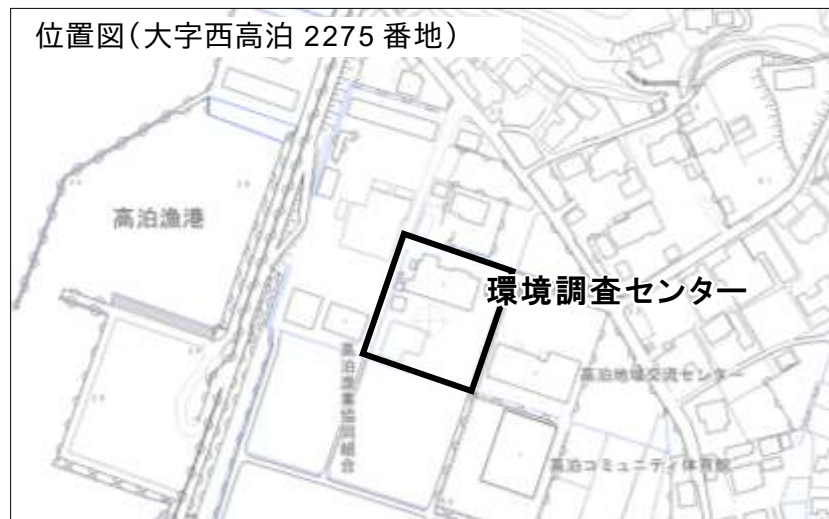 位置図(大字西高泊 2275 番地)
高泊漁港
環境調査センター
高泊漁業協同組合
高泊地域交流センター
高泊コミュニティ体育館